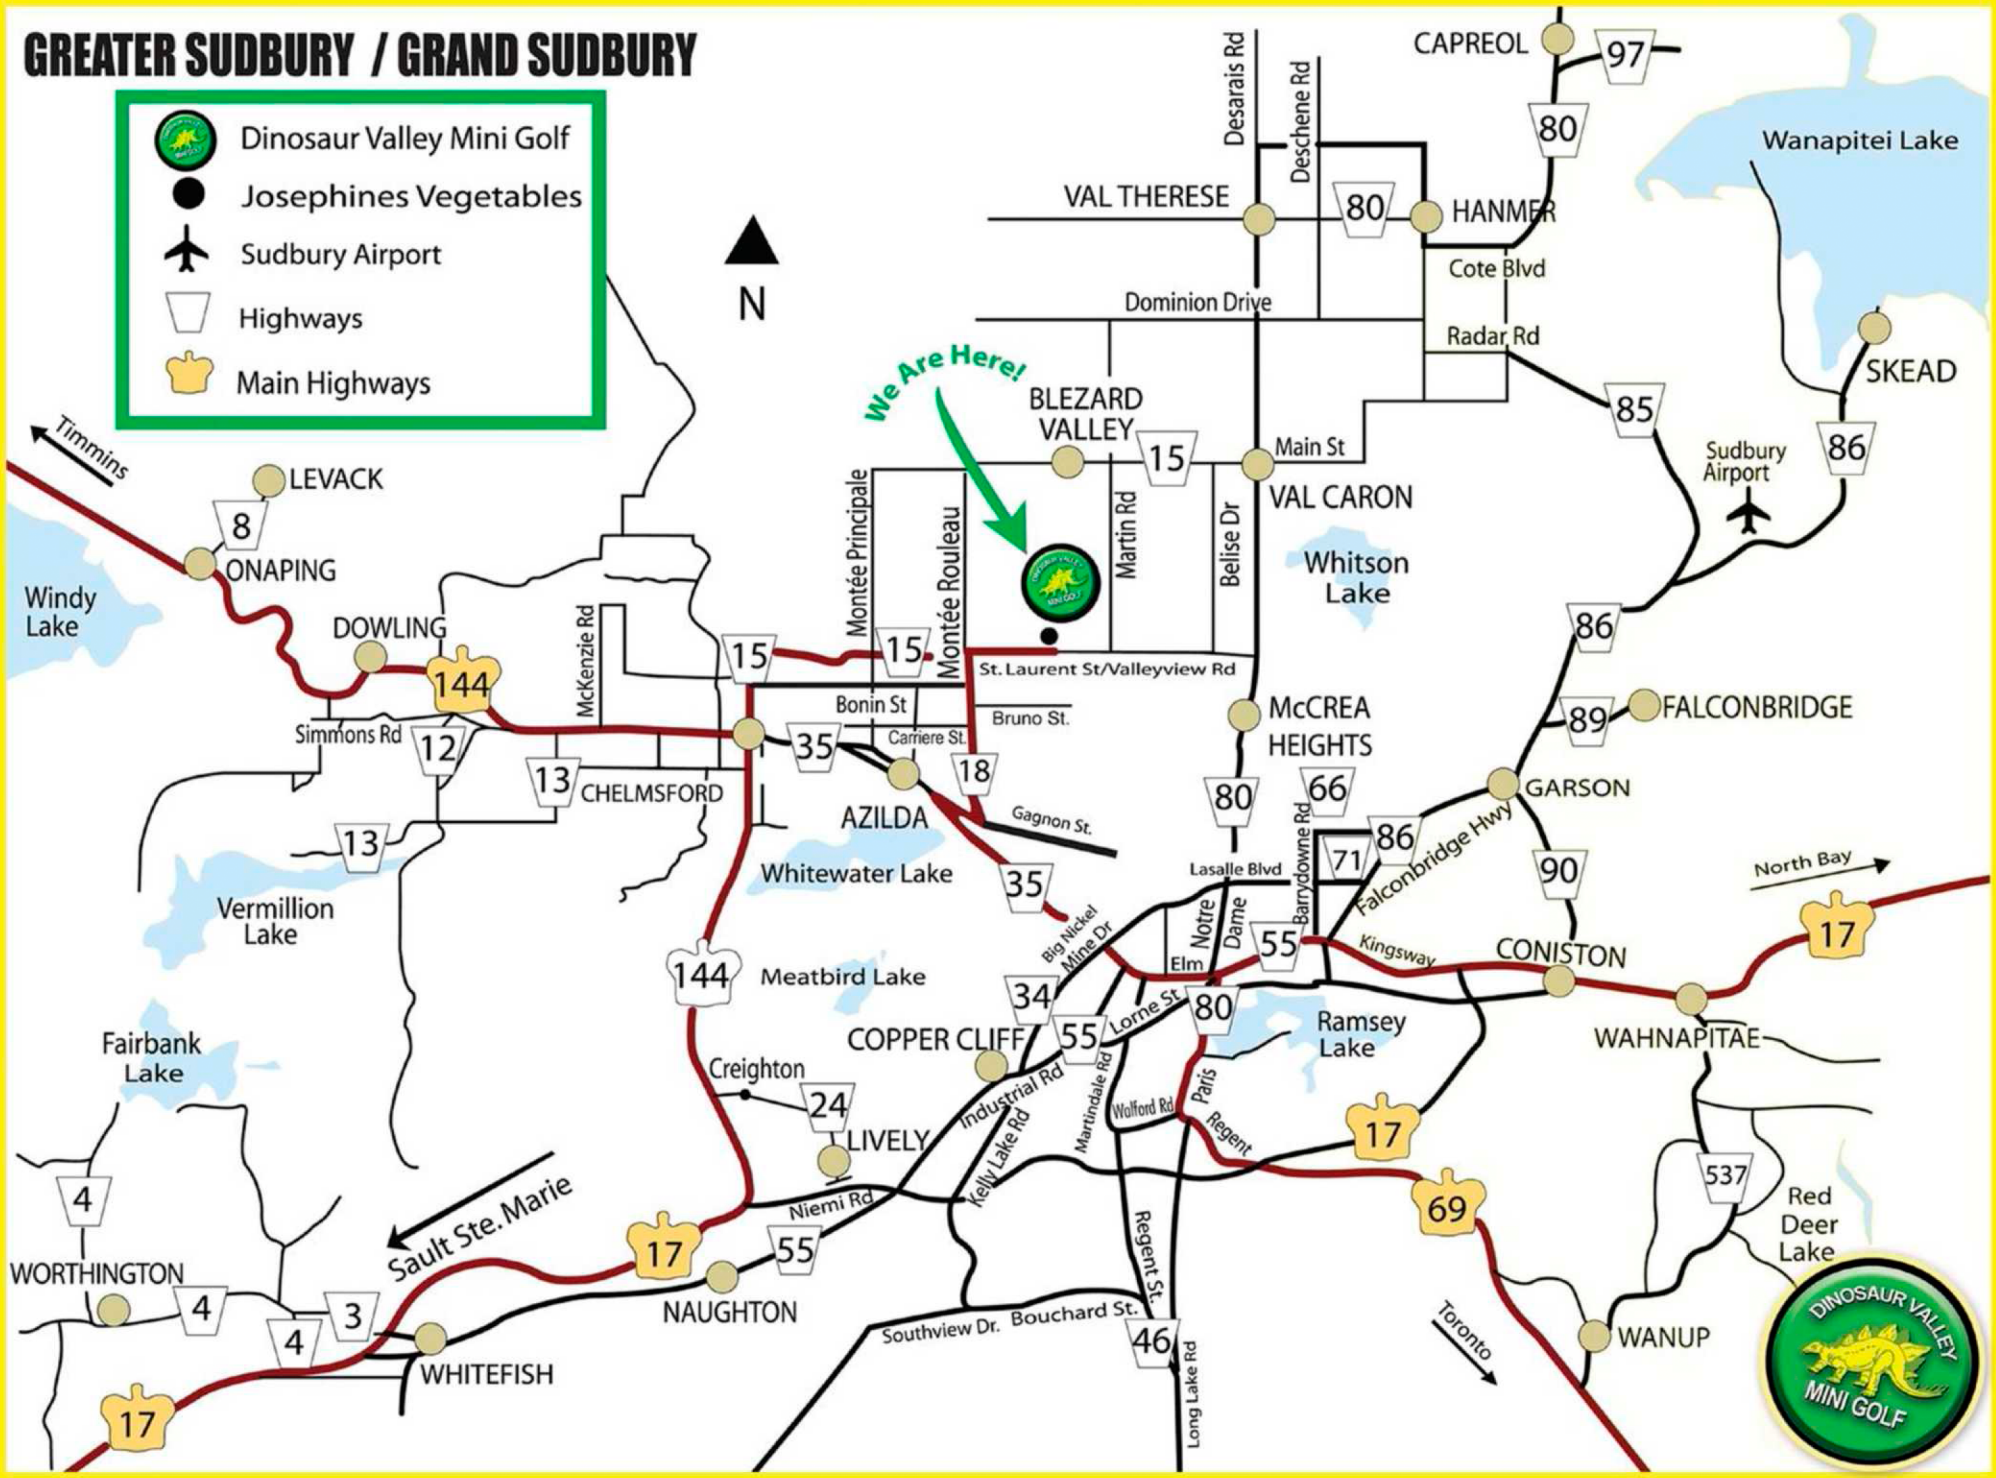 GREATER SUDBURY / GRAND SUDBURY
Dinosaur Valley Mini Golf
Josephines Vegetables
Sudbury Airport
Highways
Main Highways
N
Desarais Rd
Deschene Rd
CAPREOL
97
80
Wanapitei Lake
VAL THERESE
80
HANMER
Cote Blvd
Dominion Drive
Radar Rd
SKEAD
We Are Here!
BLEZARD
VALLEY
15
Main St
VAL CARON
85
86
Sudbury
Airport
Timmins
LEVACK
8
ONAPING
Windy
Lake
DOWLING
144
McKenzie Rd
Montée Principale
Montée Rouleau
Martin Rd
Belise Dr
Whitson
Lake
DINOSAUR VALLEY
MINI GOLF
15
15
St. Laurent St/Valleyview Rd
86
89
FALCONBRIDGE
Simmons Rd
12
13
CHELMSFORD
13
35
Bonin St
Bruno St.
Carriere St.
18
AZILDA
Gagnon St.
McCREA
HEIGHTS
80
66
GARSON
Barrydowne Rd
71
86
Falconbridge Hwy
90
North Bay
17
Whitewater Lake
35
Lasalle Blvd
Vermillion
Lake
144
Meatbird Lake
Big Nickel
Mine Dr
Notre
Dame
55
Kingsway
CONISTON
Elm
34
55
Lorne St
80
Ramsey
Lake
WAHNAPITAE
Fairbank
Lake
COPPER CLIFF
Creighton
24
LIVELY
Industrial Rd
Kelly Lake Rd
Martindale Rd
Walford Rd
Paris
Regent
17
69
537
Red
Deer
Lake
4
Sault Ste. Marie
Niemi Rd
17
55
NAUGHTON
Regent St.
WORTHINGTON
4
3
4
WHITEFISH
17
Southview Dr.
Bouchard St.
46
Long Lake Rd
Toronto
WANUP
DINOSAUR VALLEY
MINI GOLF